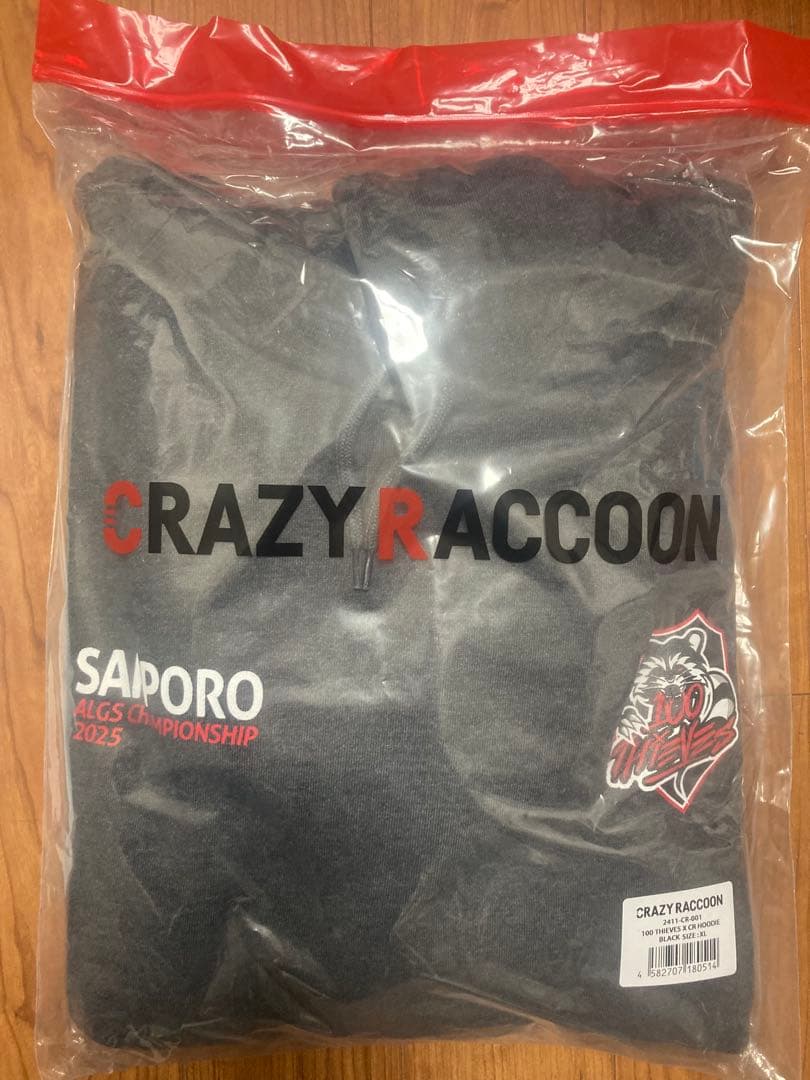 CRAZY RACCOON
SAPPORO
ALGS CHAMPIONSHIP
2025
100
THIEVES
CRAZY RACCOON
2411-CR-001
100 THIEVES X CR HOODIE
BLACK SIZE:XL
4 582707 180514